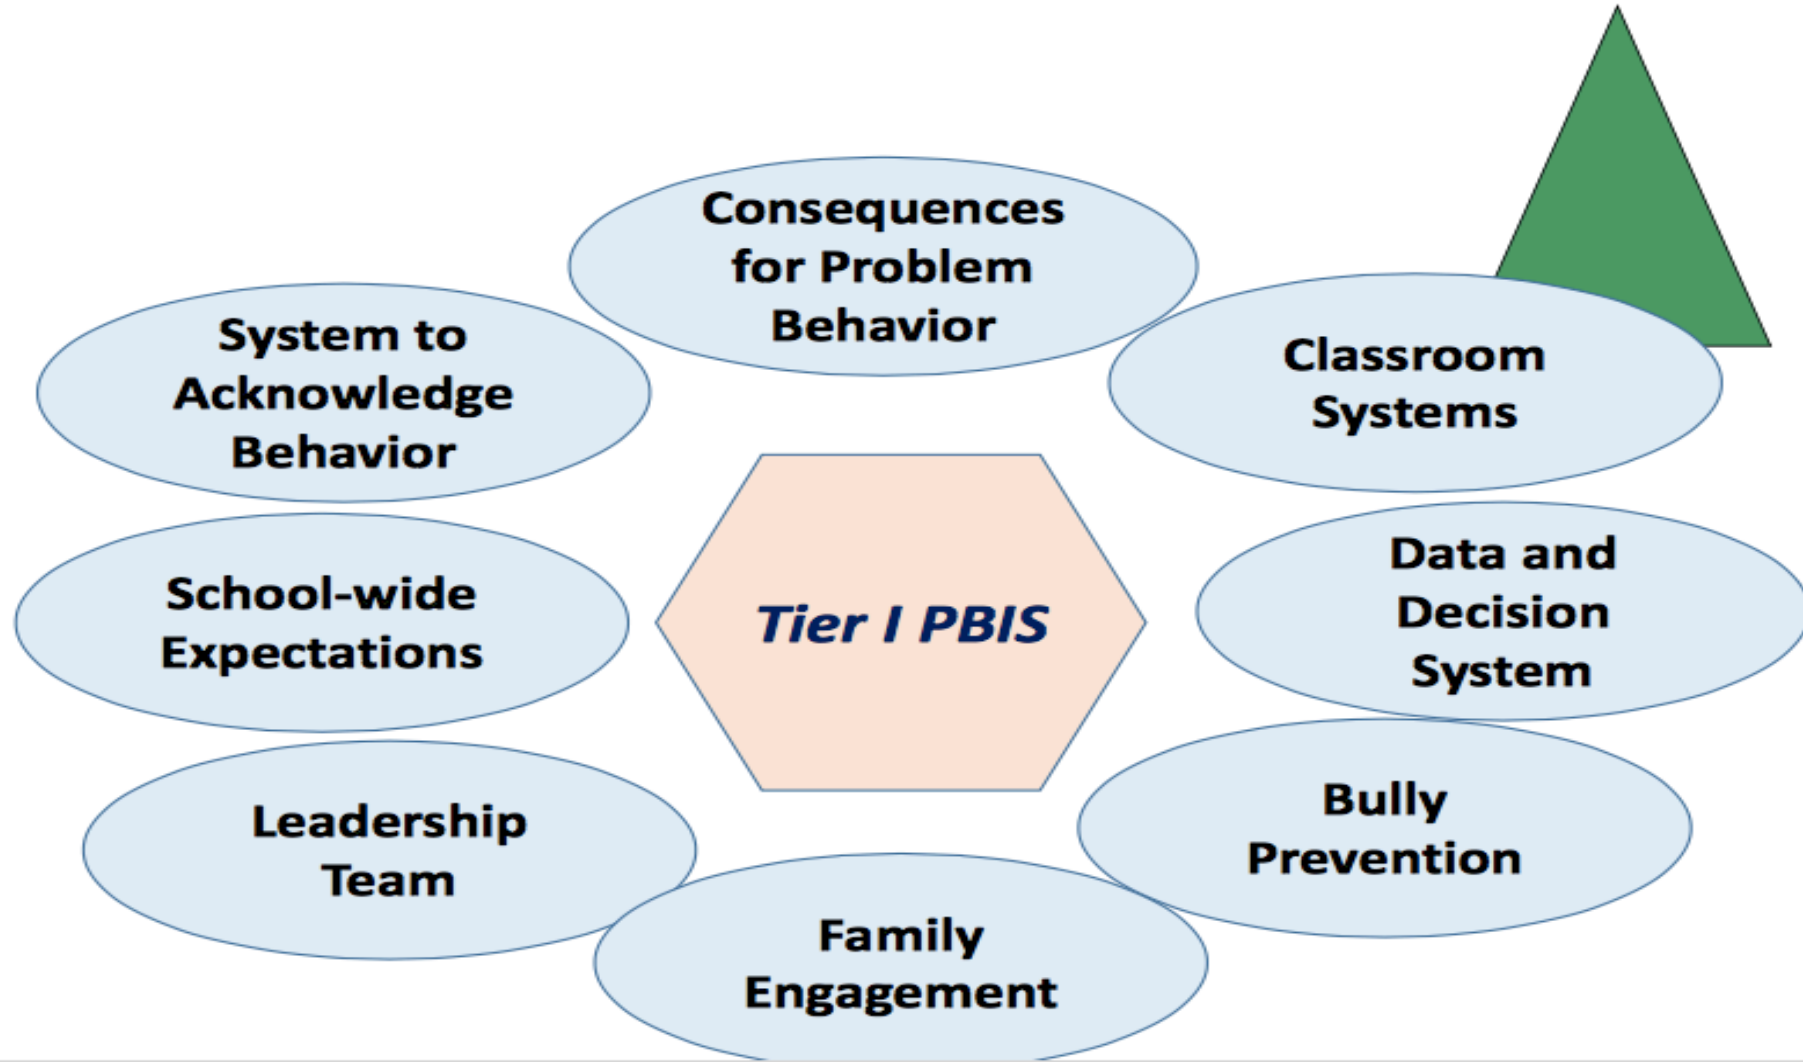 Consequences
for Problem
Behavior
System to
Acknowledge
Behavior
Classroom
Systems
School-wide
Expectations
Tier I PBIS
Data and
Decision
System
Leadership
Team
Bully
Prevention
Family
Engagement